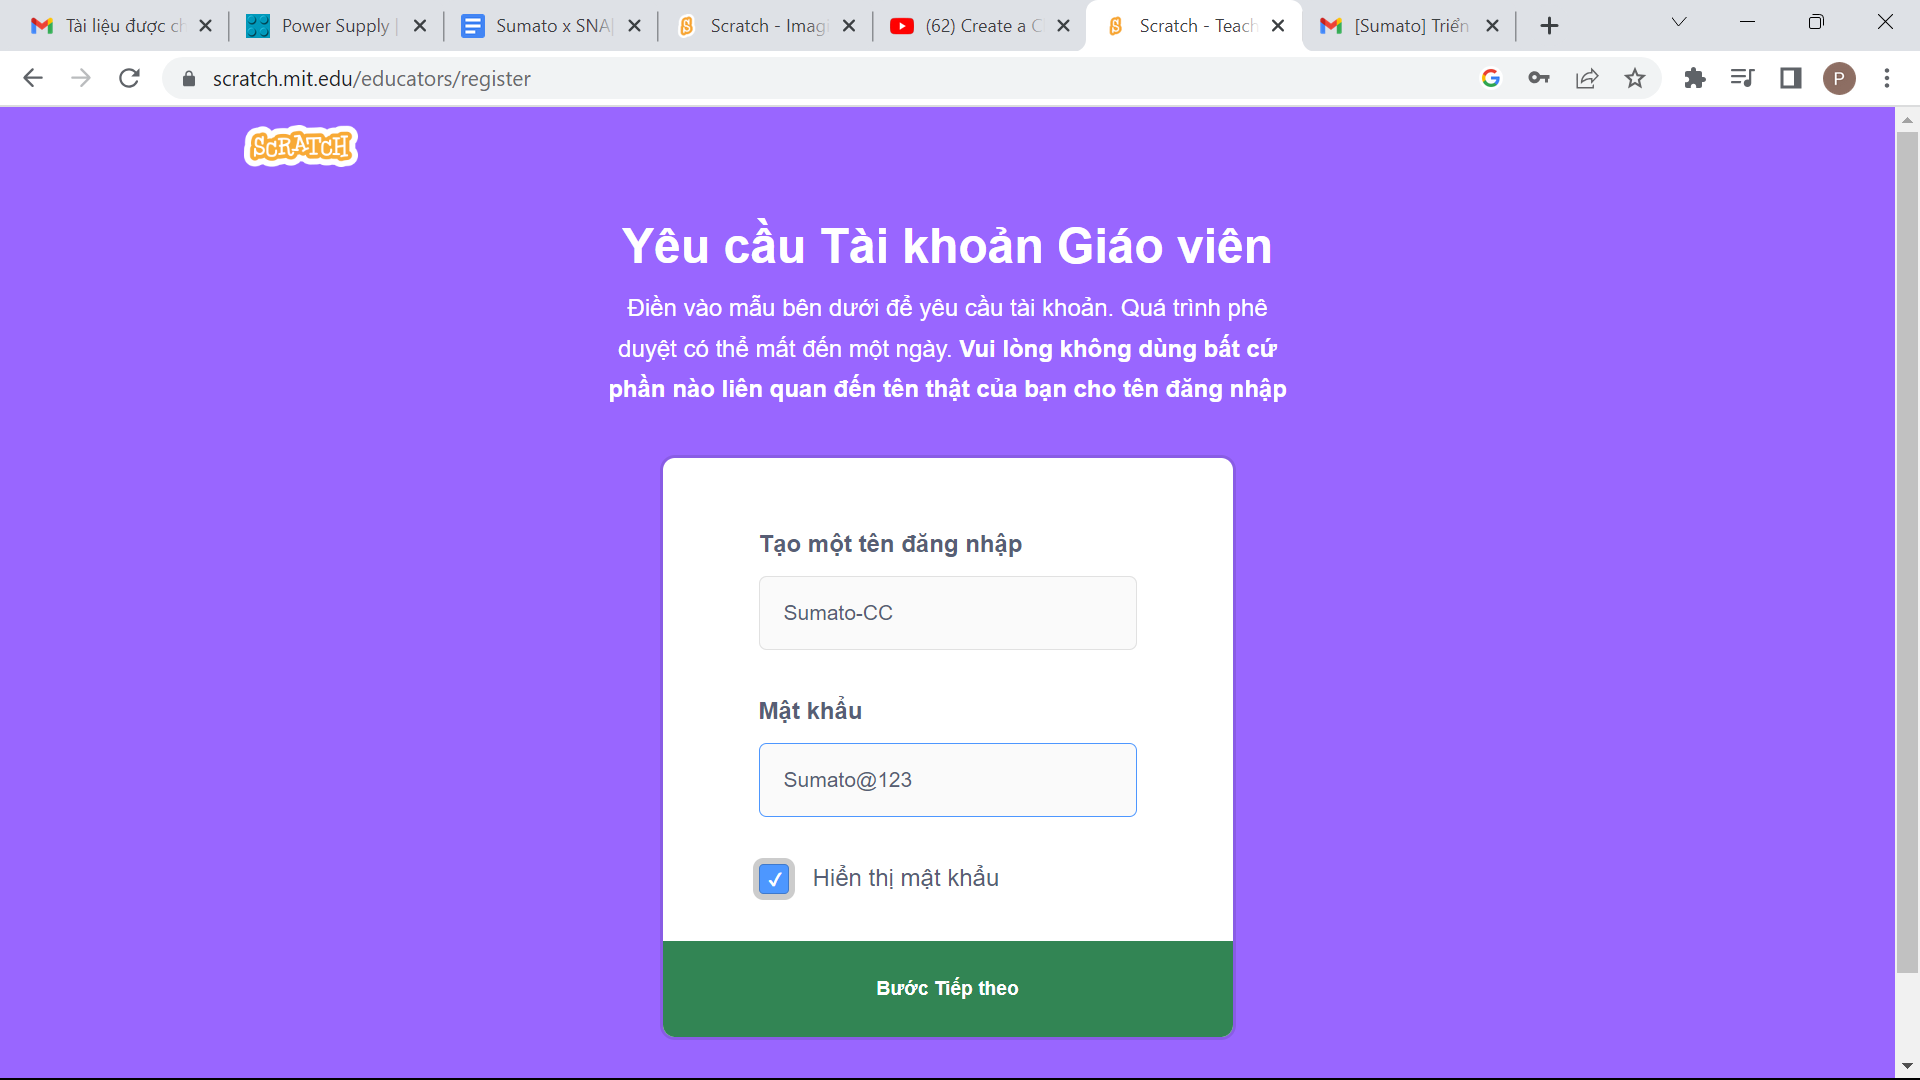 Tài liệu được ch
Power Supply |
Sumato x SNA|
Scratch - Imagi
(62) Create a C
Scratch - Teach
[Sumato] Triển
scratch.mit.edu/educators/register
P
SCRATCH
Yêu cầu Tài khoản Giáo viên
Điền vào mẫu bên dưới để yêu cầu tài khoản. Quá trình phê
duyệt có thể mất đến một ngày. Vui lòng không dùng bất cứ
phần nào liên quan đến tên thật của bạn cho tên đăng nhập
Tạo một tên đăng nhập
Sumato-CC
Mật khẩu
Sumato@123
Hiển thị mật khẩu
Bước Tiếp theo